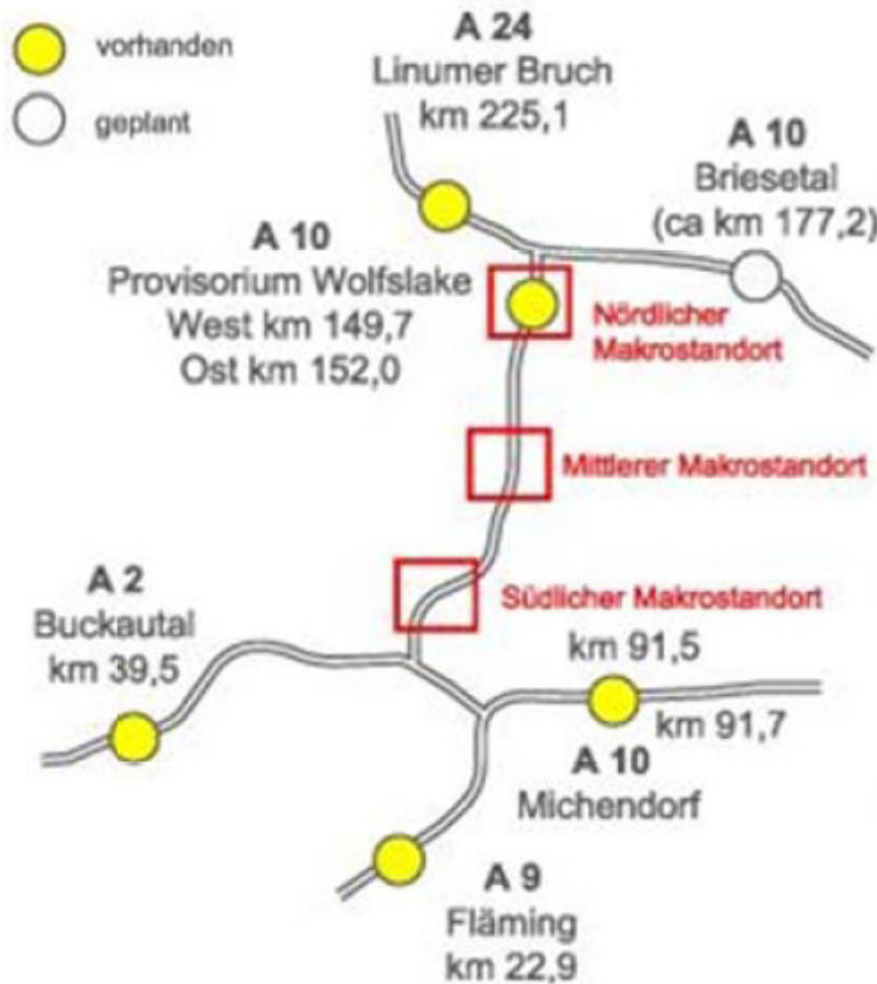 vorhanden
geplant
A 24
Linumer Bruch
km 225,1
A 10
Briesetal
(ca km 177,2)
A 10
Provisorium Wolfslake
West km 149,7
Ost km 152,0
Nördlicher
Makrostandort
Mittlerer Makrostandort
Südlicher Makrostandort
A 2
Buckautal
km 39,5
km 91,5
km 91,7
A 10
Michendorf
A 9
Fläming
km 22,9